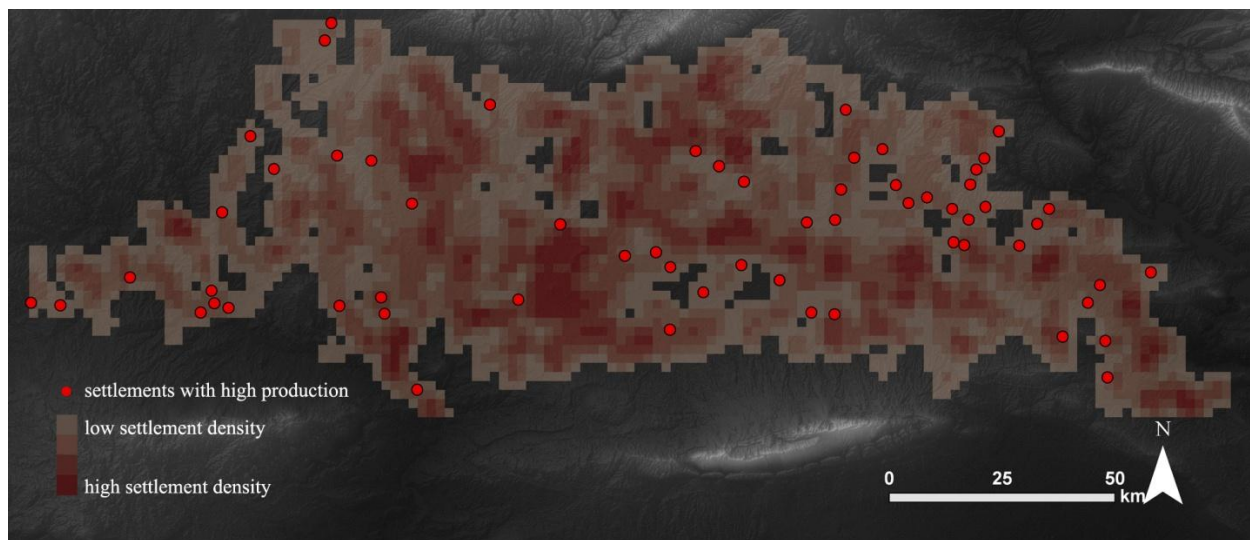 settlements with high production
low settlement density
high settlement density
N
0 25 50
km